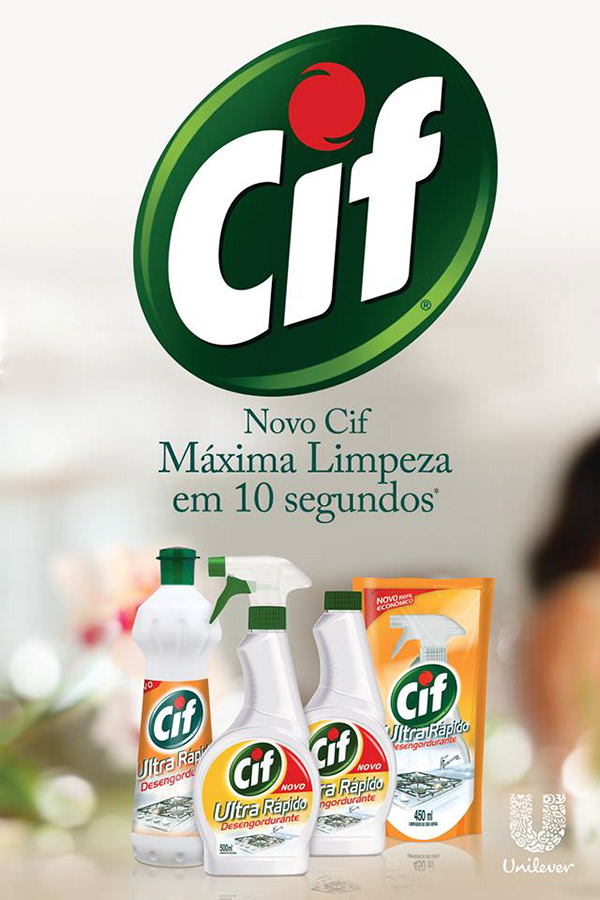 Cif
®
Novo Cif
Máxima Limpeza
em 10 segundos*
NOVO REFIL
ECONÔMICO
Cif
Ultra Rápido
Desengordurante
Cif
NOVO
Ultra Rápido
Desengordurante
500ml
Cif
NOVO
Ultra Rápido
Desengordurante
Cif
Ultra Rápido
Desengordurante
450 ml
Unilever